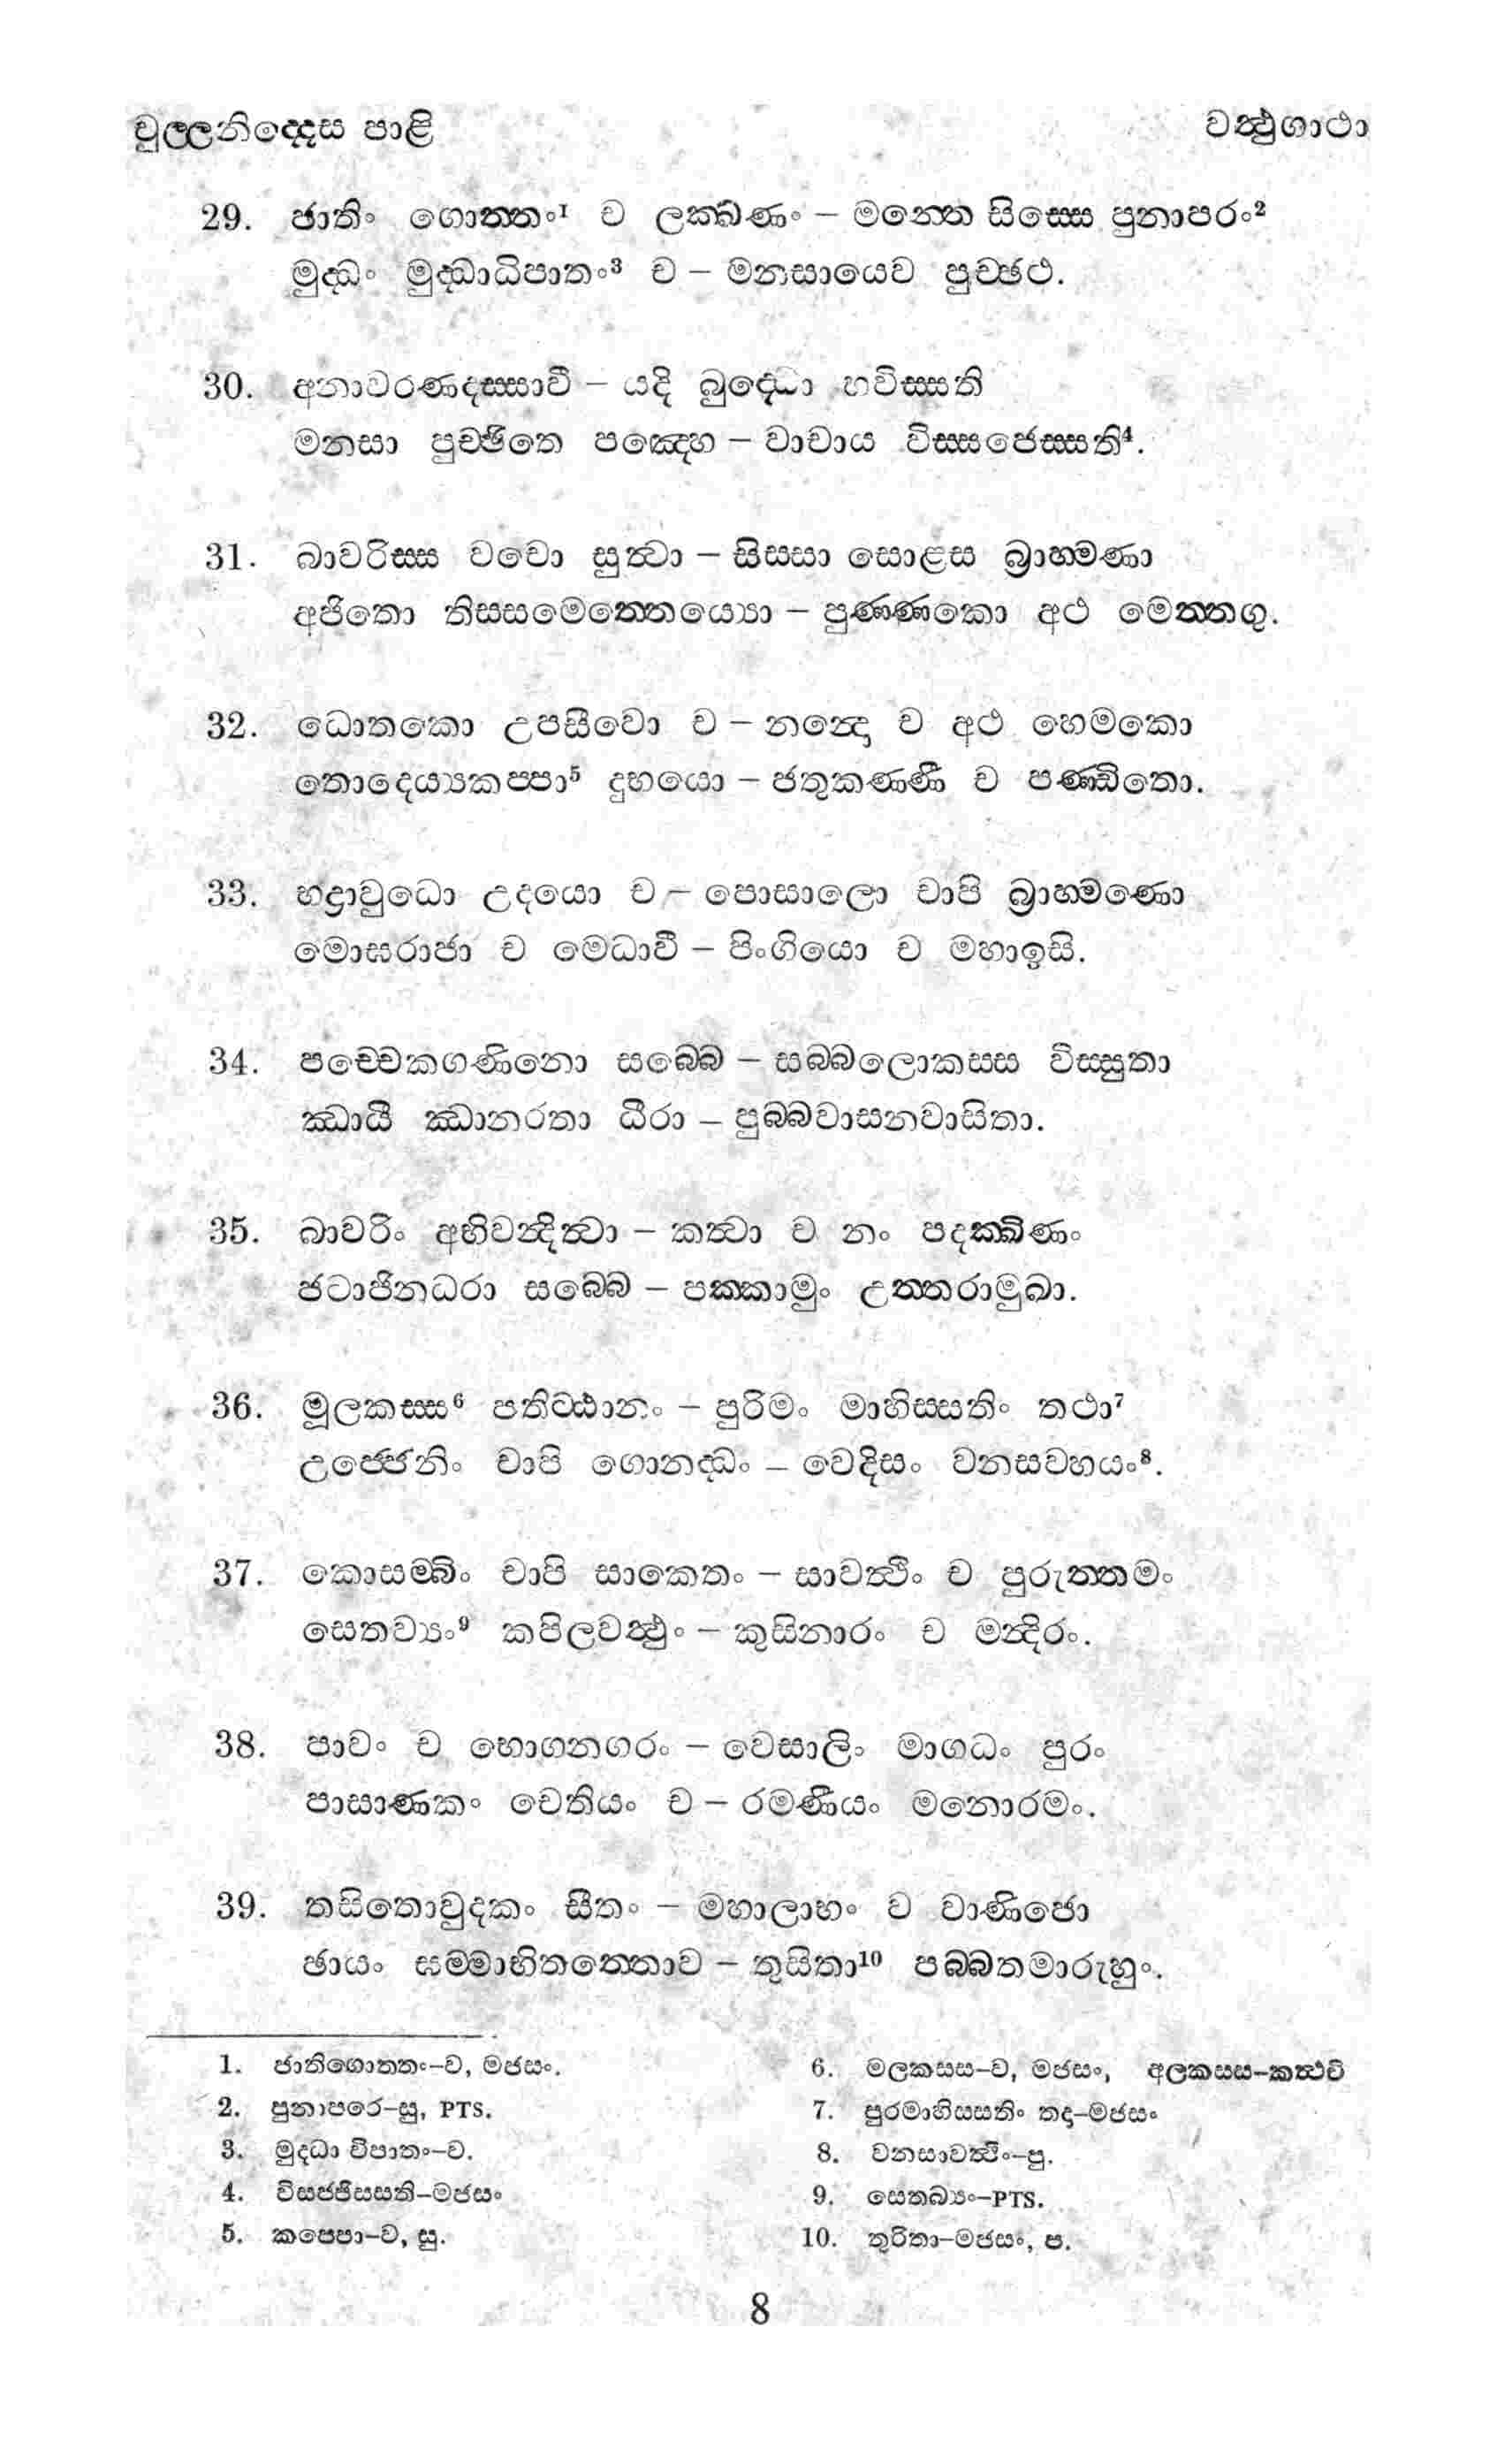 චුල්ලනිද්දෙස පාළි
වත්ථුගාථා
29. ඡාතිං ගොත්තං¹ ච ලක්ඛණං – මන්තෙ සිස්සෙ පුනාපරං²
මුද්ධං මුද්ධාධිපාතං³ ච – මනසායෙව පුච්ඡථ.
30. අනාවරණදස්සාවී – යදි බුද්ධො භවිස්සති
මනසා පුච්ඡිතෙ පඤ්හෙ – වාචාය විස්සජෙස්සති⁴.
31. බාවරිස්ස වචො සුත්වා – සිස්සා සොළස බ්‍රාහ්මණා
අජිතො තිස්සමෙත්තෙය්‍යො – පුණ්ණකො අථ මෙත්තගු.
32. ධොතකො උපසීවො ච – නන්දො ච අථ හෙමකො
තොදෙය්‍යකප්පා⁵ දුභයො – ජතුකණ්ණී ච පණ්ඩිතො.
33. භද්‍රාවුධො උදයො ච – පොසාලො චාපි බ්‍රාහ්මණො
මොඝරාජා ච මෙධාවී – පිංගියො ච මහාඉසි.
34. පච්චෙකගණිනො සබ්බෙ – සබ්බලොකස්ස විස්සුතා
ඣායී ඣානරතා ධීරා – පුබ්බවාසනවාසිතා.
35. බාවරිං අභිවන්දිත්වා – කත්වා ච නං පදක්ඛිණං
ජටාජිනධරා සබ්බෙ – පක්කාමුං උත්තරාමුඛා.
36. මූලකස්ස⁶ පතිට්ඨානං – පුරිමං මාහිස්සතිං තථා⁷
උජ්ජෙනිං චාපි ගොනද්ධං – වෙදිසං වනසවහයං⁸.
37. කොසම්බිං චාපි සාකෙතං – සාවත්ථිං ච පුරුත්තමං
සෙතව්‍යං⁹ කපිලවත්ථුං – කුසිනාරං ච මන්දිරං.
38. පාවං ච භොගනගරං – වෙසාලිං මාගධං පුරං
පාසාණකං චෙතියං ච – රමණීයං මනොරමං.
39. තසිතොවුදකං සීතං – මහාලාභං ව වාණිජො
ඡායං ඝම්මාභිතත්තොව – තුසිතා¹⁰ පබ්බතමාරුහුං.
1. ජාතිගොත්තං–ව, මජසං.
2. පුනාපරෙ–සු, PTS.
3. මුද්ධා විපාතං–ව.
4. විසජ්ජිස්සති–මජසං
5. කප්පො–ව, සු.
6. මලකස්ස–ව, මජසං, අලකස්ස–කත්ථචි
7. පුරමාහිස්සතිං තදා–මජසං
8. වනසාවත්ථිං–පු.
9. සෙතබ්‍යං–PTS.
10. තුරිතා–මජසං, ප.
8